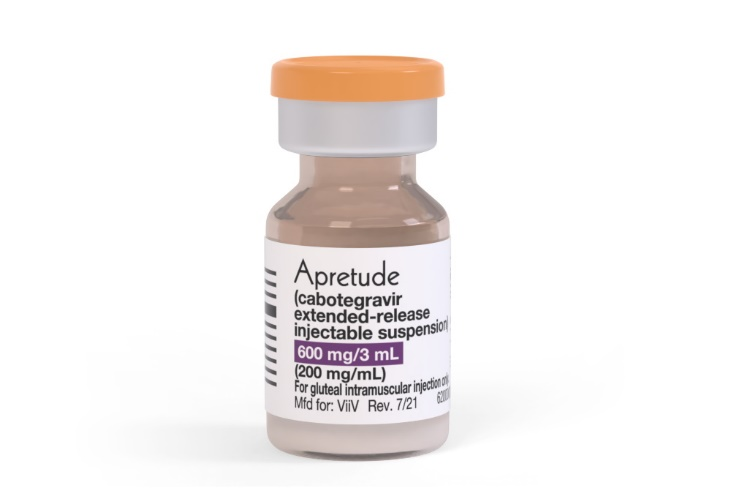 Apretude
(cabotegravir
extended-release
injectable suspension)
600 mg/3 mL
(200 mg/mL)
For gluteal intramuscular injection only.
Mfd for: ViiV Rev. 7/21